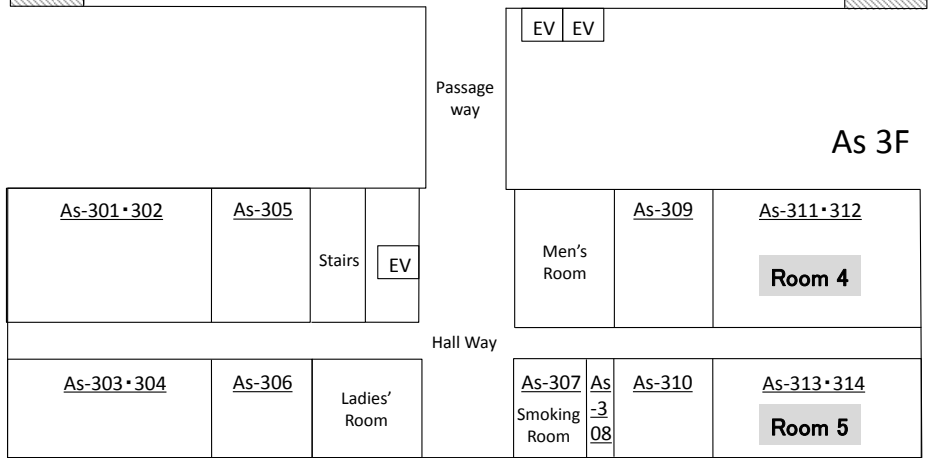 EV EV
Passage
way
As 3F
As-301・302
As-305
Stairs
EV
Men's
Room
As-309
As-311・312
Room 4
Hall Way
As-303・304
As-306
Ladies'
Room
As-307
Smoking
Room
As
-3
08
As-310
As-313・314
Room 5